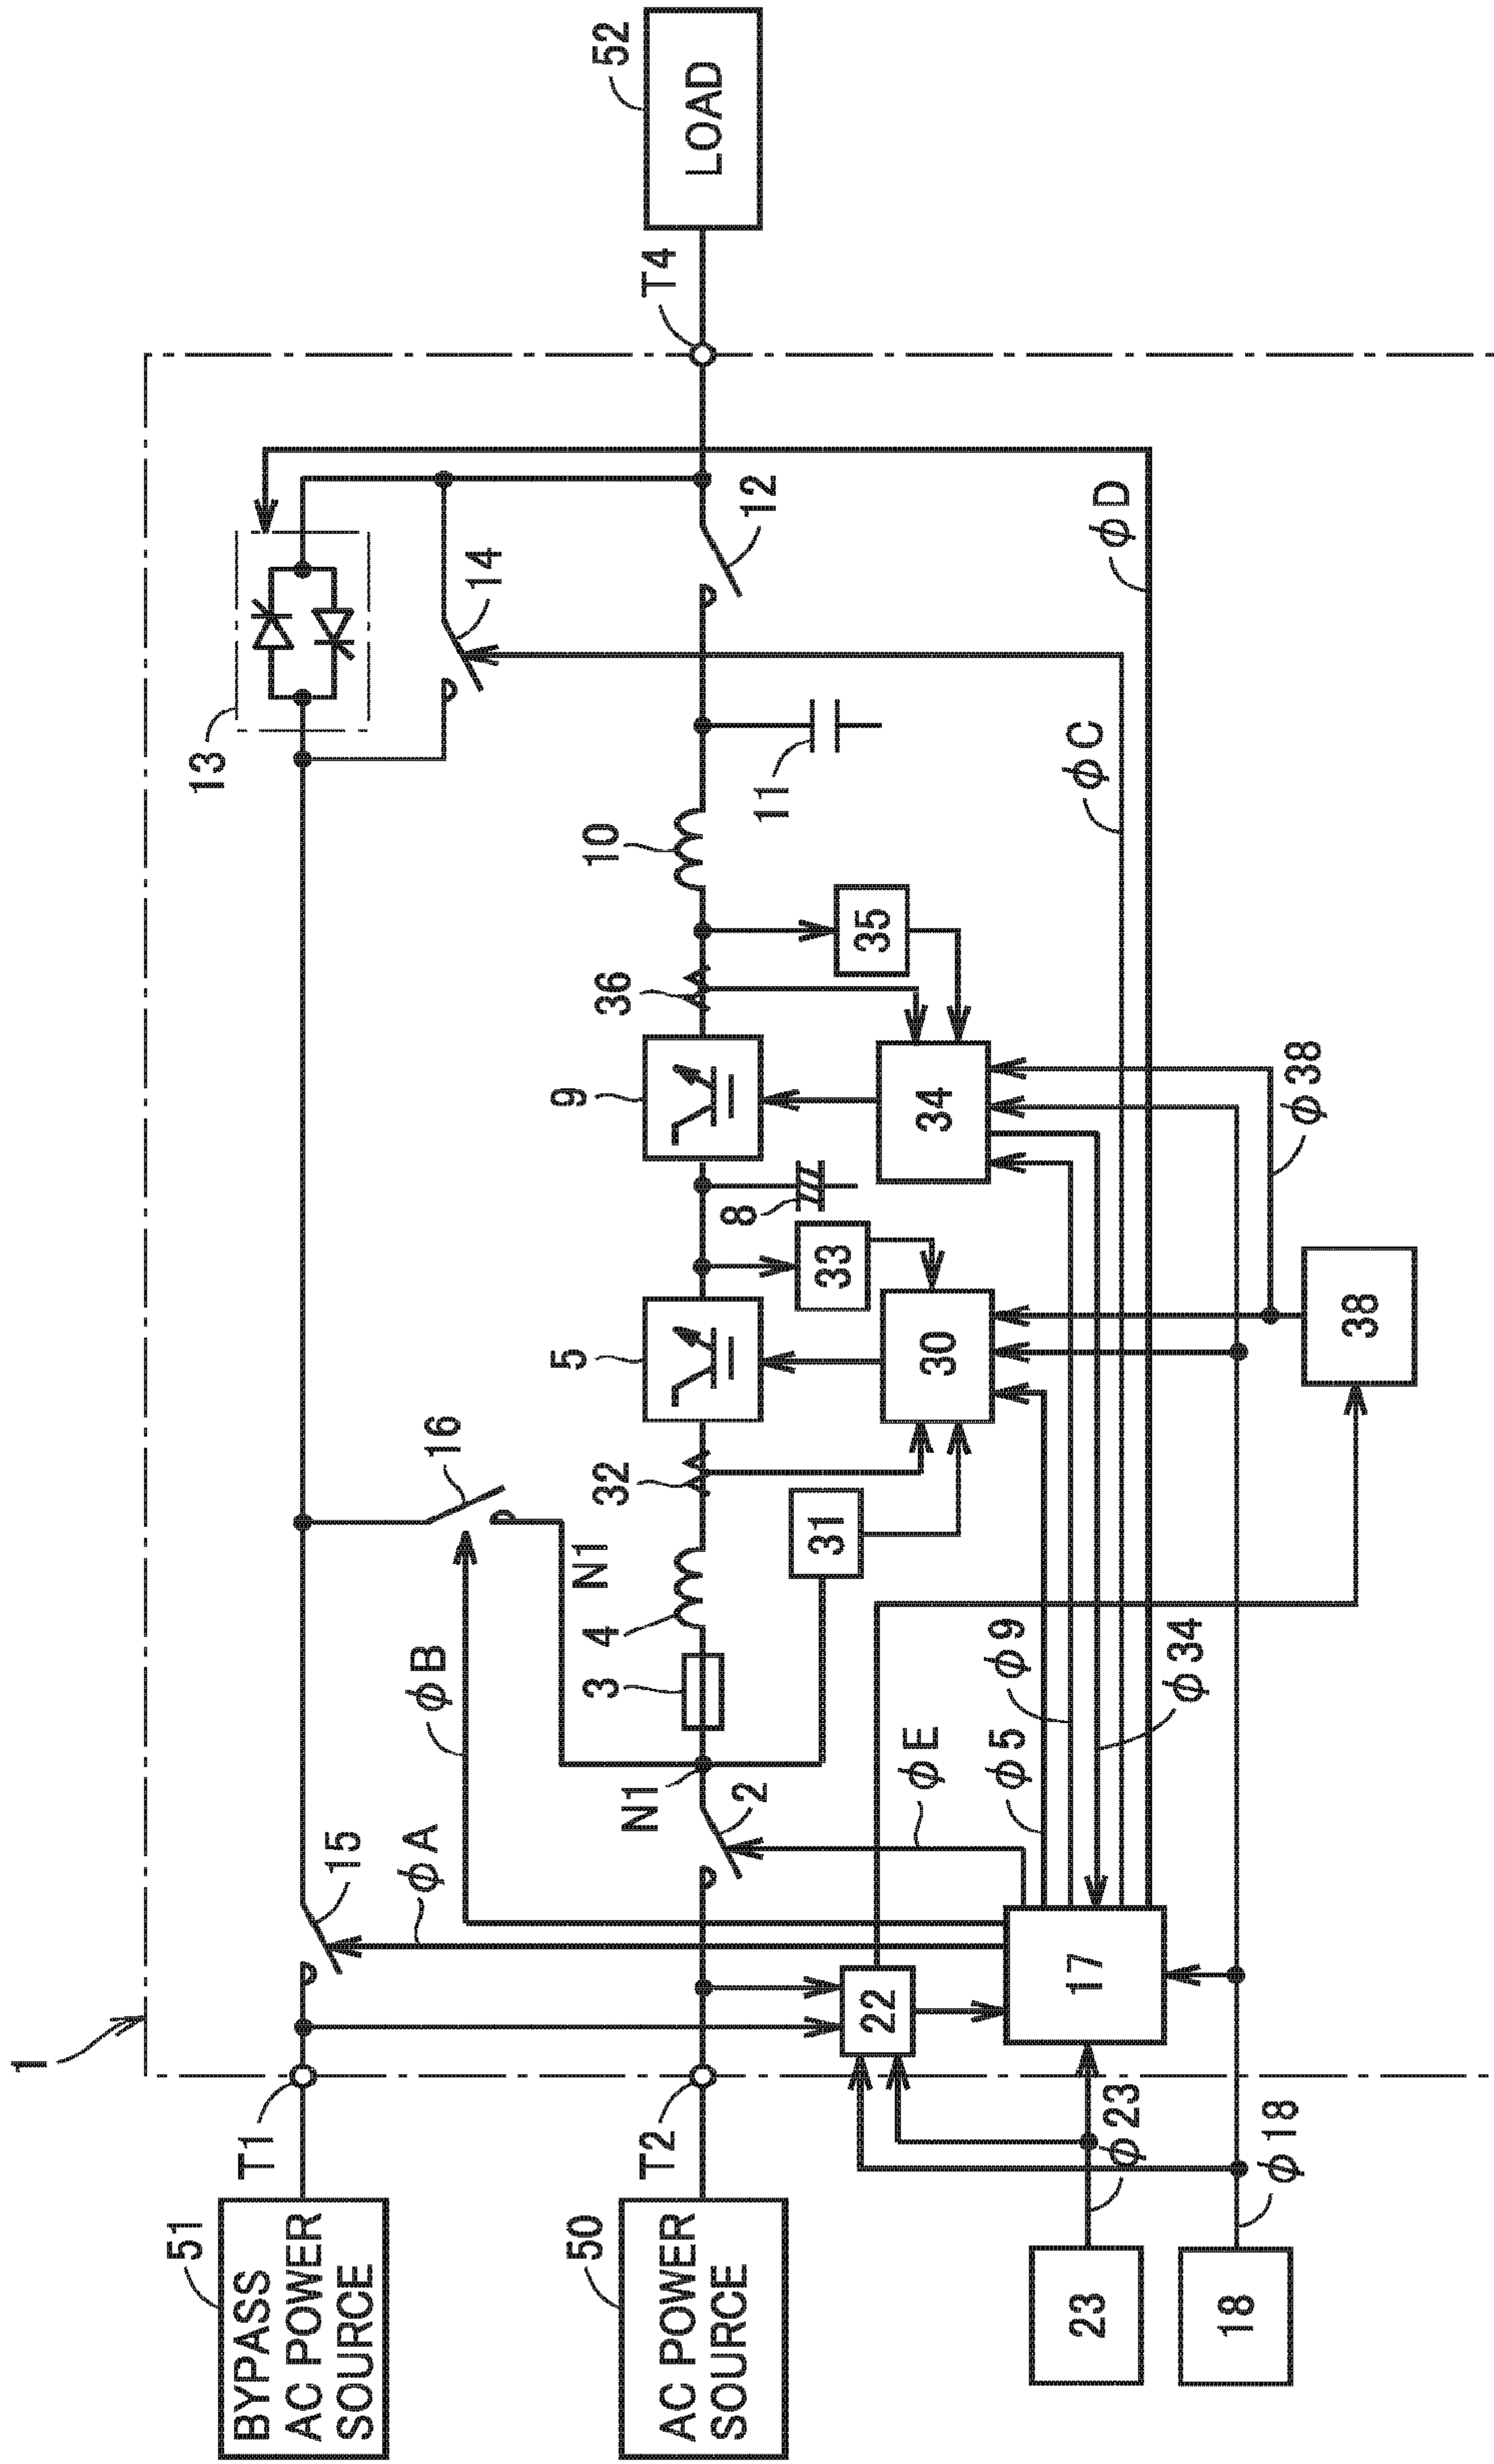 1
51
BYPASS
AC POWER
SOURCE
T1
15
φA
φB
16
13
14
φD
50
AC POWER
SOURCE
T2
N1
2
3
4
N1
32
5
9
36
10
11
12
T4
52
LOAD
8
33
35
31
30
34
22
φE
φ5
φ9
φ34
φC
17
38
φ38
23
φ23
18
φ18